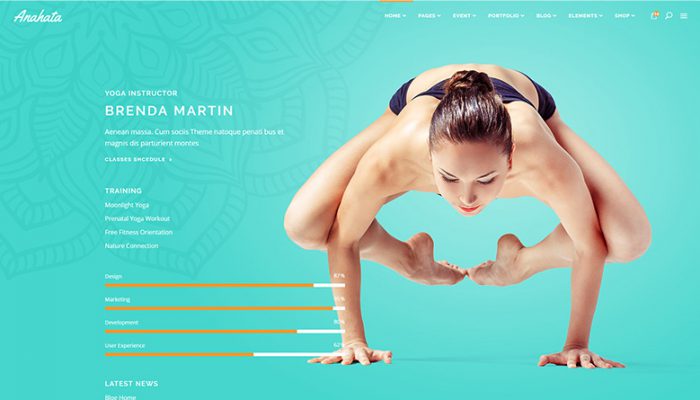 Anahata
HOME PAGES EVENT PORTFOLIO BLOG ELEMENTS SHOP
YOGA INSTRUCTOR
BRENDA MARTIN
Aenean massa. Cum sociis Theme natoque penati bus et
magnis dis parturient montes
CLASSES SHCEDULE >
TRAINING
Moonlight Yoga
Prenatal Yoga Workout
Free Fitness Orientation
Nature Connection
Design 87%
Marketing 95%
Development 80%
User Experience 62%
LATEST NEWS
Blog Home